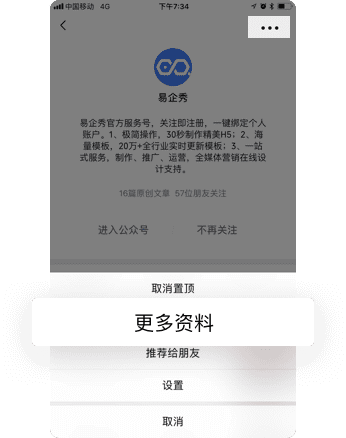 中国移动 4G 下午7:34
易企秀
易企秀官方服务号，关注即注册，一键绑定个人
账户。1、极简操作，30秒制作精美H5；2、海
量模板，20万+全行业实时更新模板；3、一站
式服务，制作、推广、运营，全媒体营销在线设
计支持。
16篇原创文章 57位朋友关注
进入公众号 不再关注
取消置顶
更多资料
推荐给朋友
设置
取消